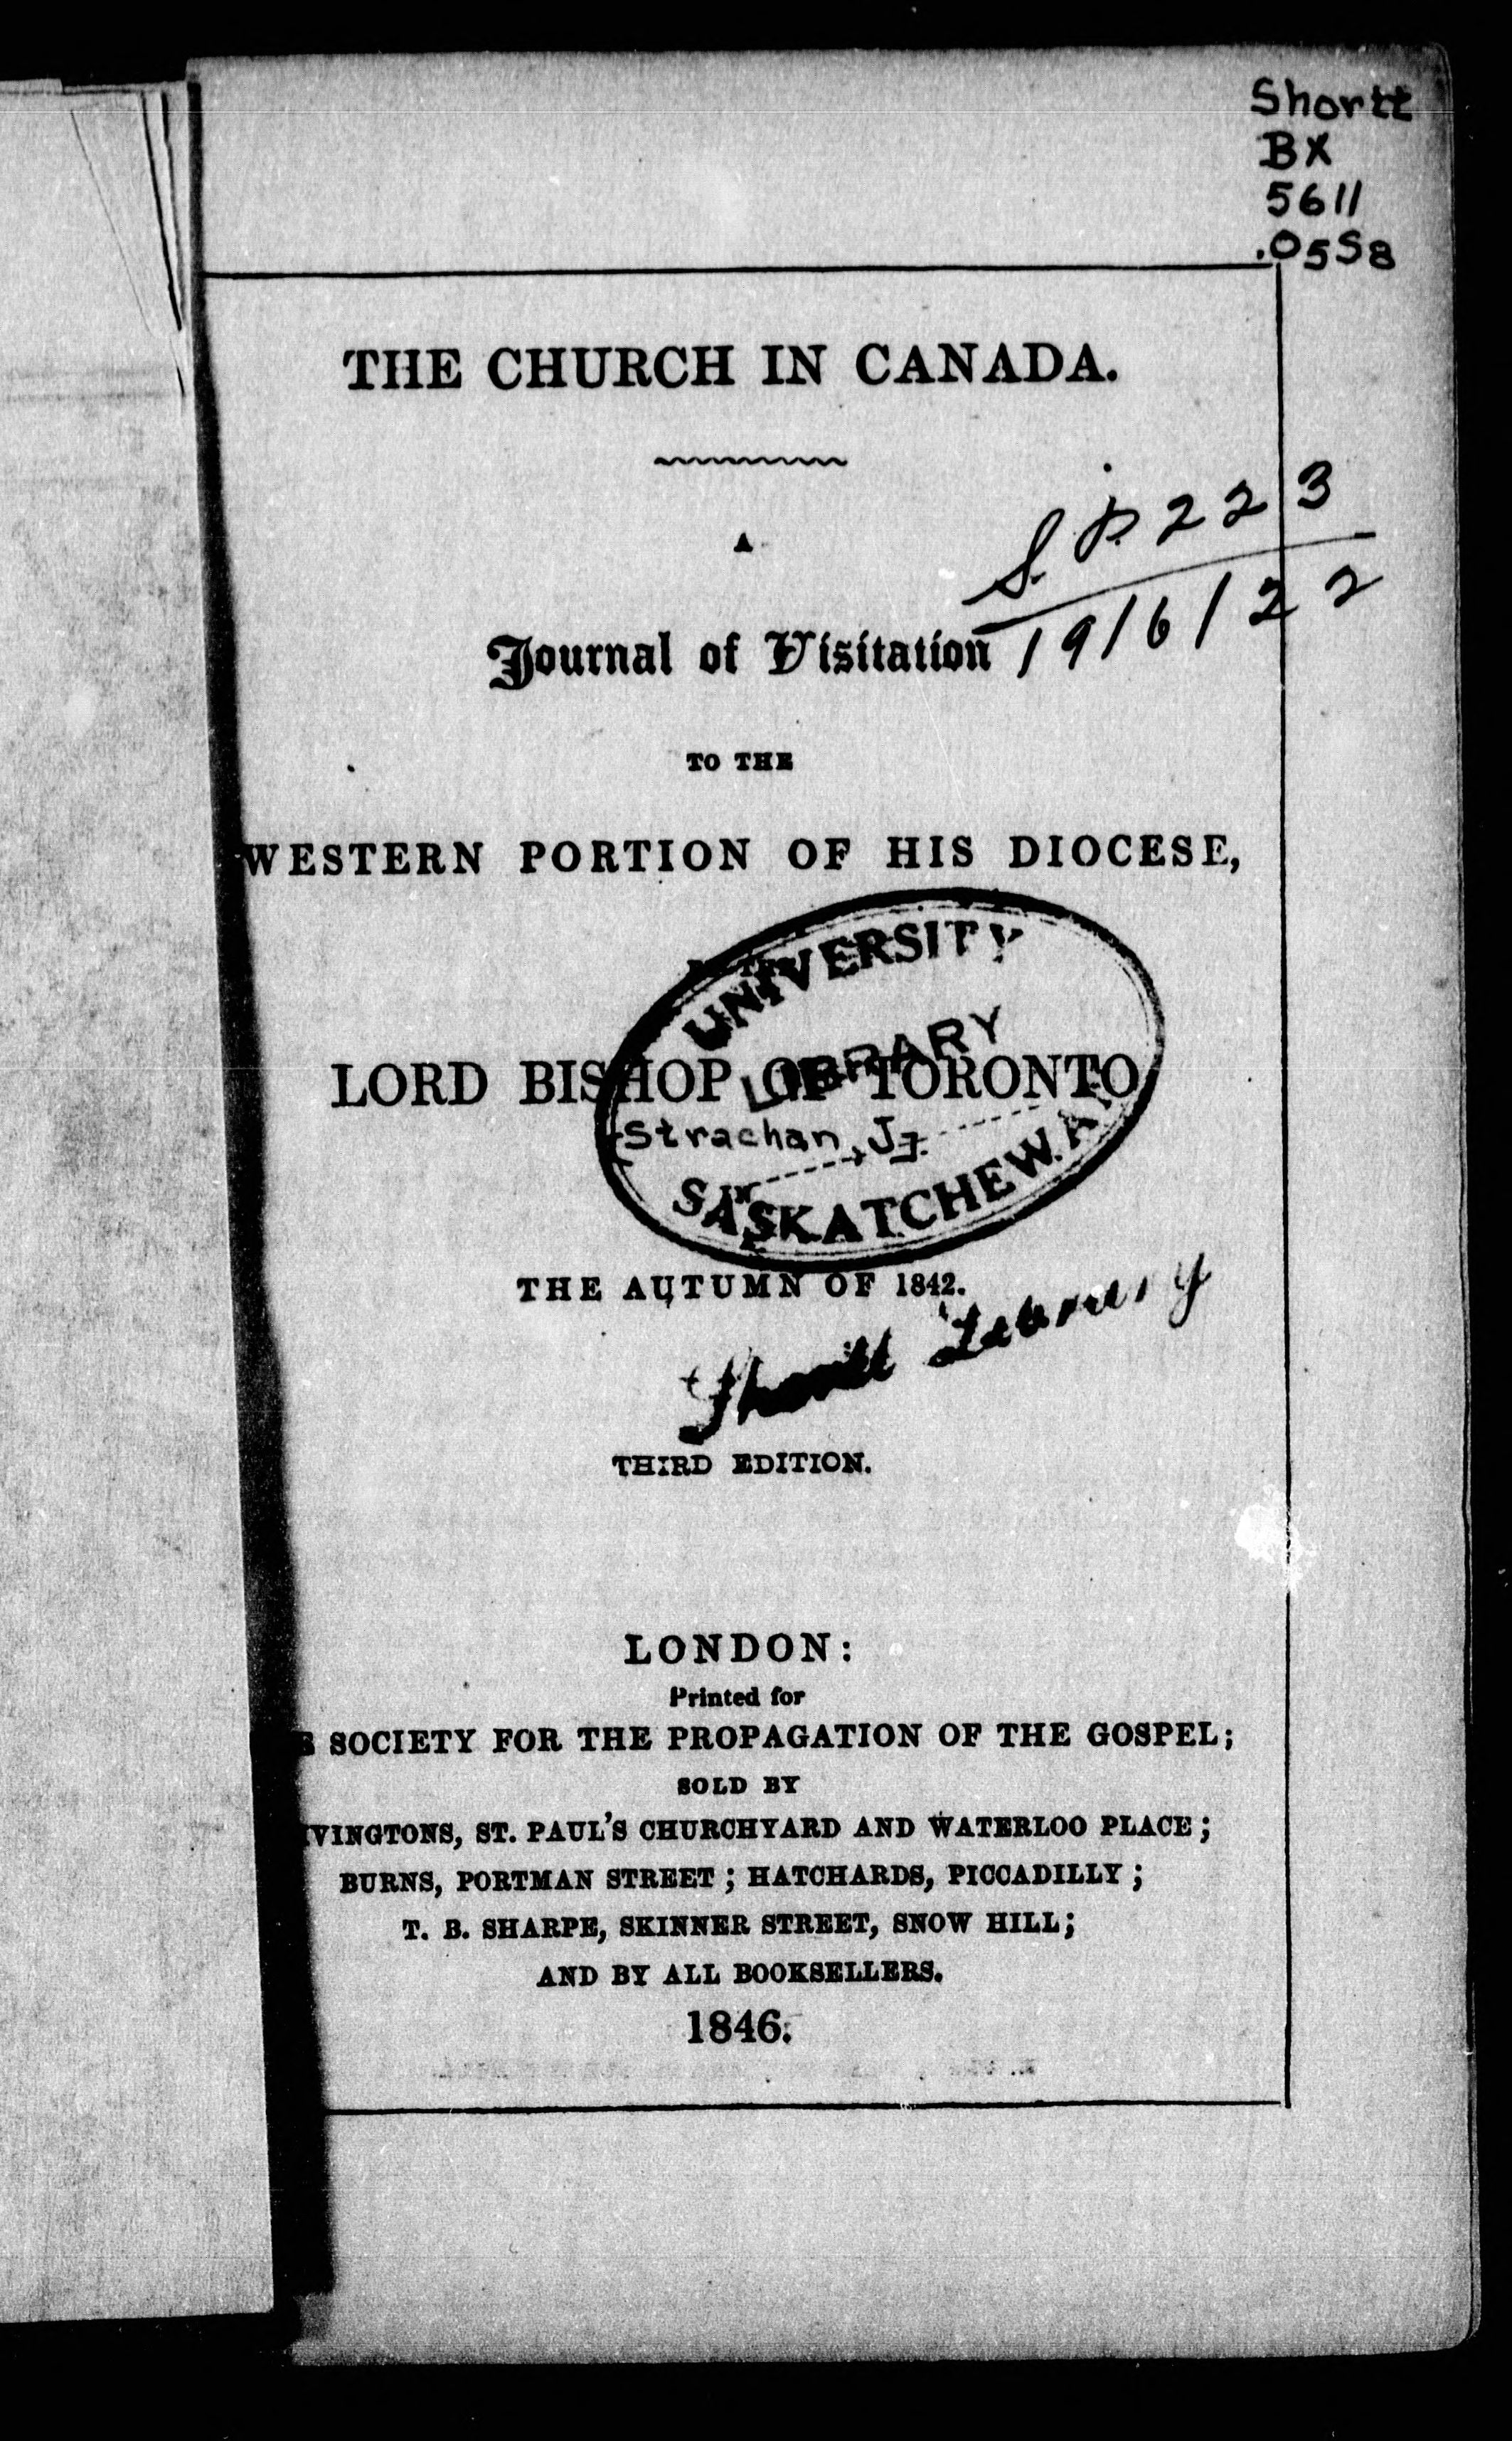 Shortt
BX
5611
.O5S8
THE CHURCH IN CANADA.
A
S.P. 223
19/6/22
Journal of Visitation
TO THE
WESTERN PORTION OF HIS DIOCESE,
UNIVERSITY
LIBRARY
LORD BISHOP OF TORONTO
Strachan, J
SASKATCHEWAN
THE AUTUMN OF 1842.
Shortt Library
THIRD EDITION.
LONDON:
Printed for
E SOCIETY FOR THE PROPAGATION OF THE GOSPEL;
SOLD BY
IVINGTONS, ST. PAUL'S CHURCHYARD AND WATERLOO PLACE;
BURNS, PORTMAN STREET; HATCHARDS, PICCADILLY;
T. B. SHARPE, SKINNER STREET, SNOW HILL;
AND BY ALL BOOKSELLERS.
1846.